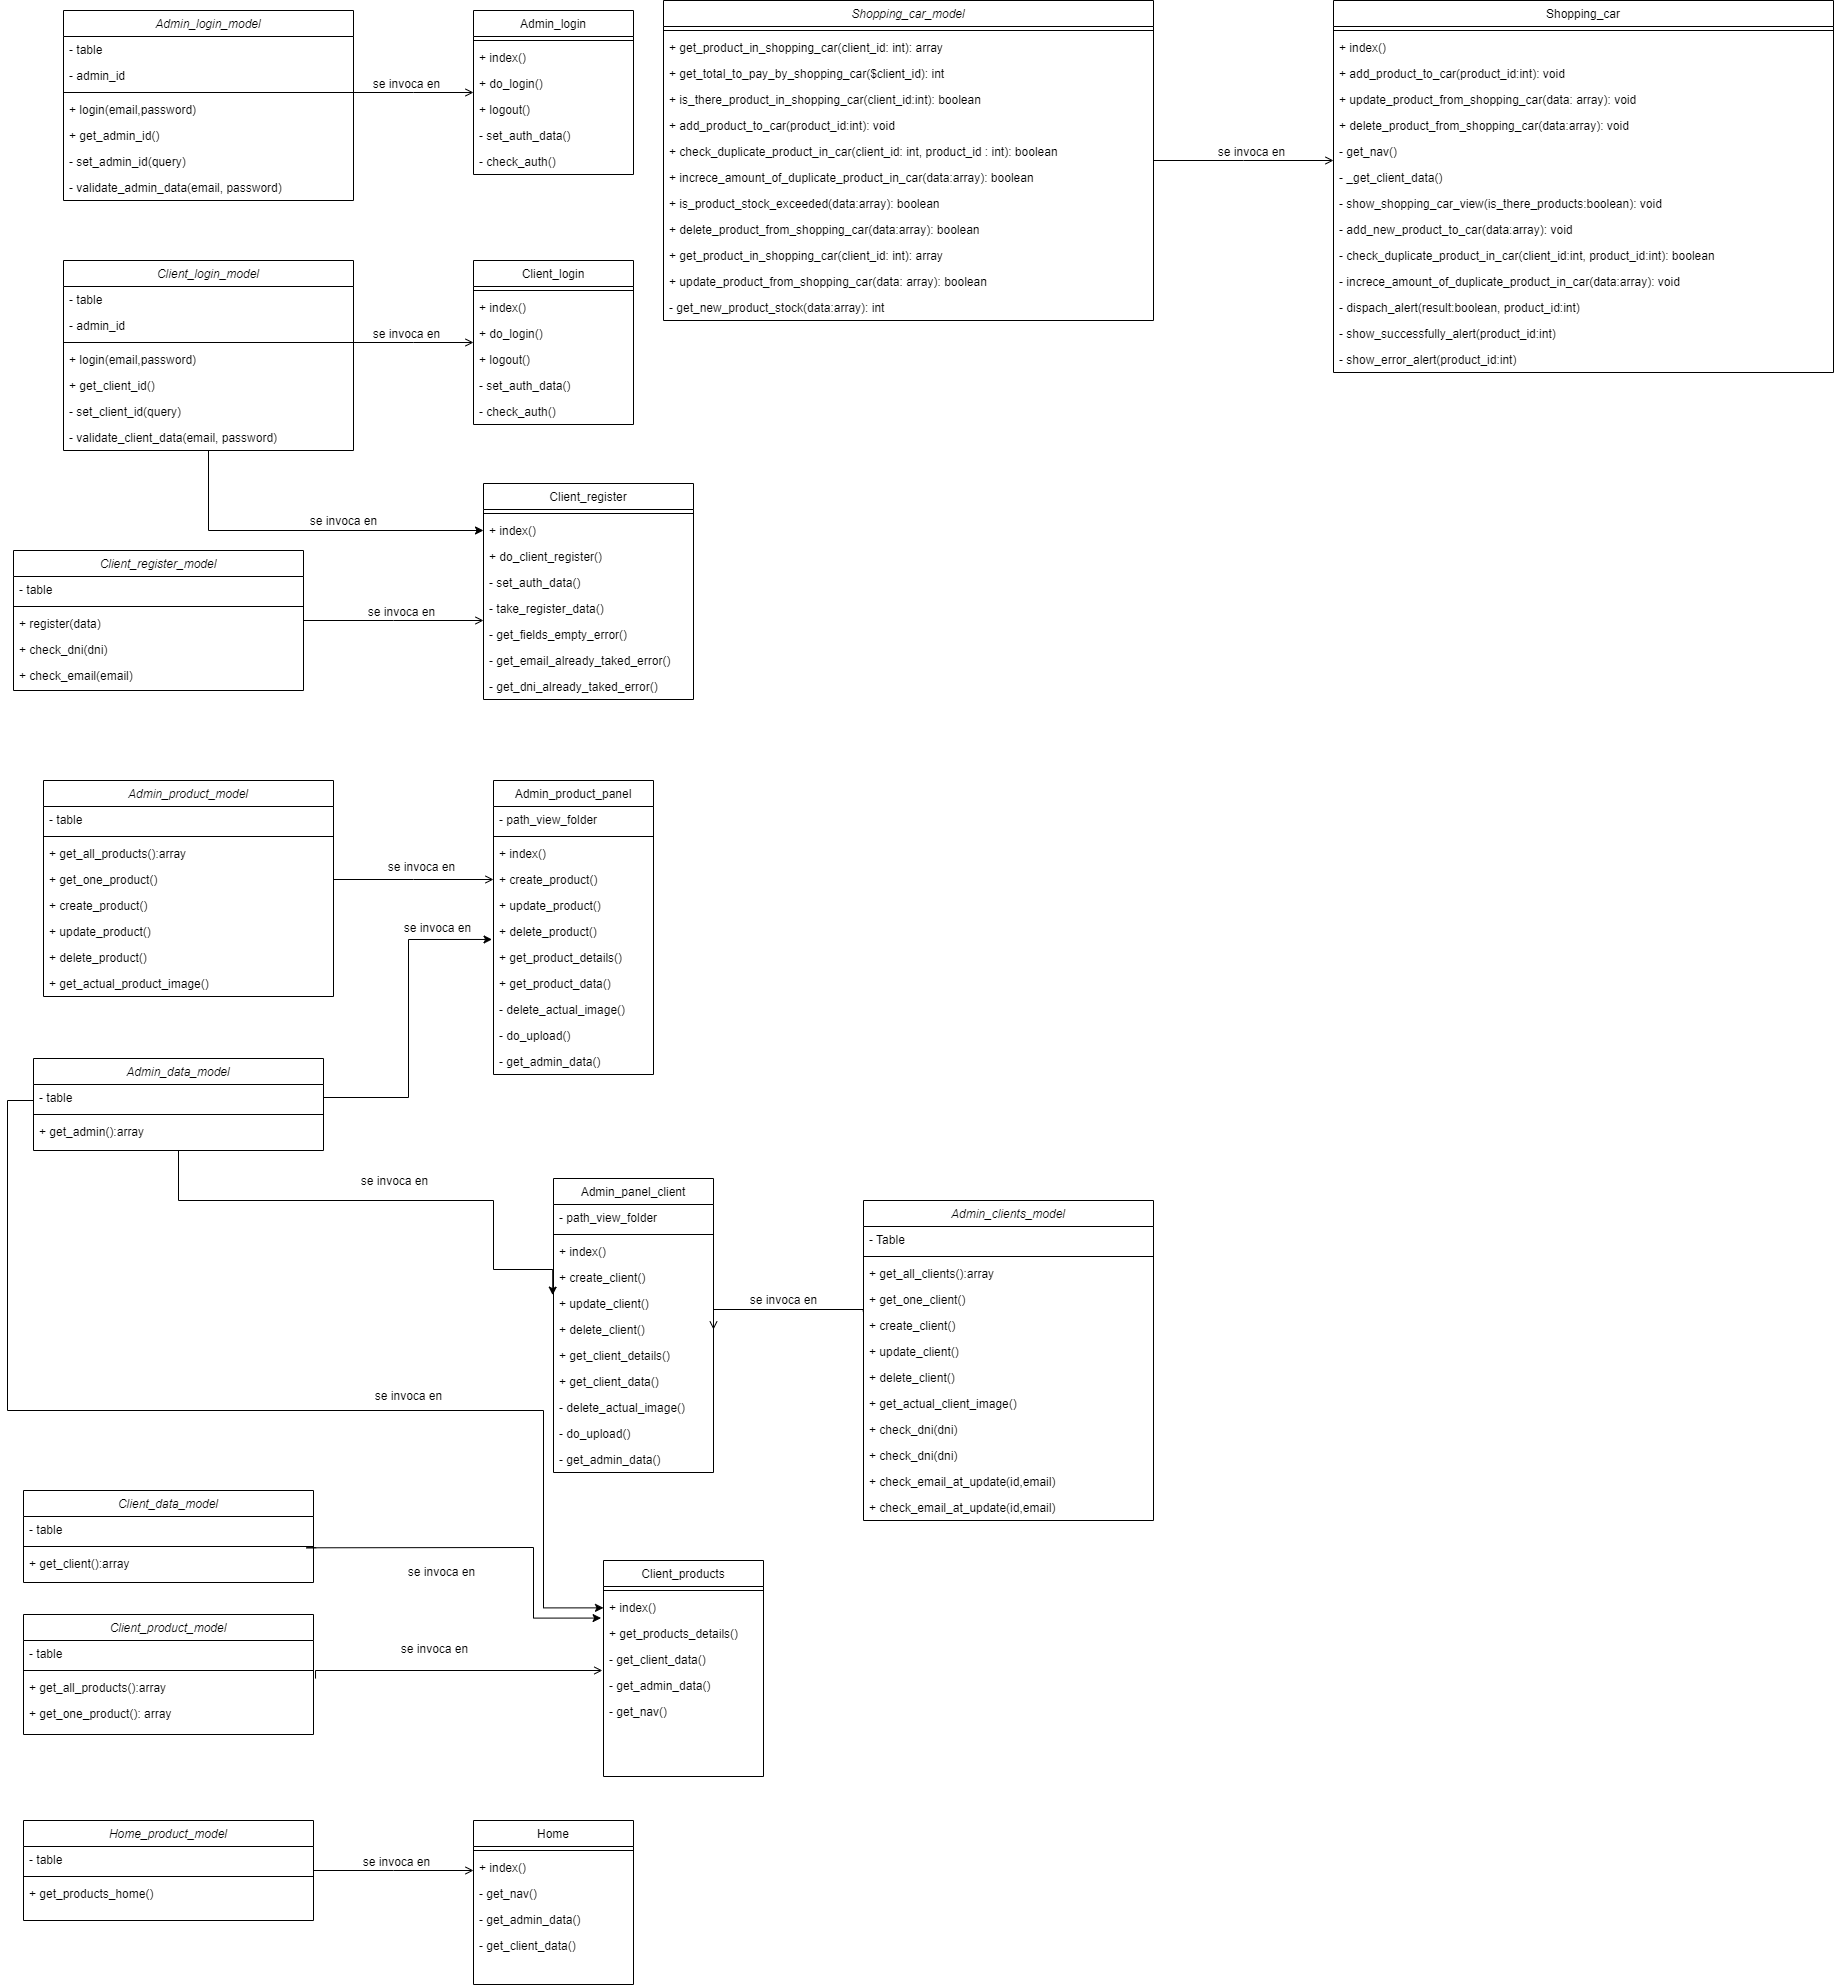 Admin_login_model
- table
- admin_id
+ login(email,password)
+ get_admin_id()
- set_admin_id(query)
- validate_admin_data(email, password)
se invoca en
Admin_login
+ index()
+ do_login()
+ logout()
- set_auth_data()
- check_auth()
Shopping_car_model
+ get_product_in_shopping_car(client_id: int): array
+ get_total_to_pay_by_shopping_car($client_id): int
+ is_there_product_in_shopping_car(client_id:int): boolean
+ add_product_to_car(product_id:int): void
+ check_duplicate_product_in_car(client_id: int, product_id : int): boolean
+ increce_amount_of_duplicate_product_in_car(data:array): boolean
+ is_product_stock_exceeded(data:array): boolean
+ delete_product_from_shopping_car(data:array): boolean
+ get_product_in_shopping_car(client_id: int): array
+ update_product_from_shopping_car(data: array): boolean
- get_new_product_stock(data:array): int
se invoca en
Shopping_car
+ index()
+ add_product_to_car(product_id:int): void
+ update_product_from_shopping_car(data: array): void
+ delete_product_from_shopping_car(data:array): void
- get_nav()
- _get_client_data()
- show_shopping_car_view(is_there_products:boolean): void
- add_new_product_to_car(data:array): void
- check_duplicate_product_in_car(client_id:int, product_id:int): boolean
- increce_amount_of_duplicate_product_in_car(data:array): void
- dispach_alert(result:boolean, product_id:int)
- show_successfully_alert(product_id:int)
- show_error_alert(product_id:int)
Client_login_model
- table
- admin_id
+ login(email,password)
+ get_client_id()
- set_client_id(query)
- validate_client_data(email, password)
se invoca en
Client_login
+ index()
+ do_login()
+ logout()
- set_auth_data()
- check_auth()
se invoca en
Client_register_model
- table
+ register(data)
+ check_dni(dni)
+ check_email(email)
se invoca en
Client_register
+ index()
+ do_client_register()
- set_auth_data()
- take_register_data()
- get_fields_empty_error()
- get_email_already_taked_error()
- get_dni_already_taked_error()
Admin_product_model
- table
+ get_all_products():array
+ get_one_product()
+ create_product()
+ update_product()
+ delete_product()
+ get_actual_product_image()
se invoca en
se invoca en
Admin_product_panel
- path_view_folder
+ index()
+ create_product()
+ update_product()
+ delete_product()
+ get_product_details()
+ get_product_data()
- delete_actual_image()
- do_upload()
- get_admin_data()
Admin_data_model
- table
+ get_admin():array
se invoca en
Admin_panel_client
- path_view_folder
+ index()
+ create_client()
+ update_client()
+ delete_client()
+ get_client_details()
+ get_client_data()
- delete_actual_image()
- do_upload()
- get_admin_data()
se invoca en
Admin_clients_model
- Table
+ get_all_clients():array
+ get_one_client()
+ create_client()
+ update_client()
+ delete_client()
+ get_actual_client_image()
+ check_dni(dni)
+ check_dni(dni)
+ check_email_at_update(id,email)
+ check_email_at_update(id,email)
se invoca en
Client_data_model
- table
+ get_client():array
se invoca en
Client_product_model
- table
+ get_all_products():array
+ get_one_product(): array
se invoca en
Client_products
+ index()
+ get_products_details()
- get_client_data()
- get_admin_data()
- get_nav()
Home_product_model
- table
+ get_products_home()
se invoca en
Home
+ index()
- get_nav()
- get_admin_data()
- get_client_data()